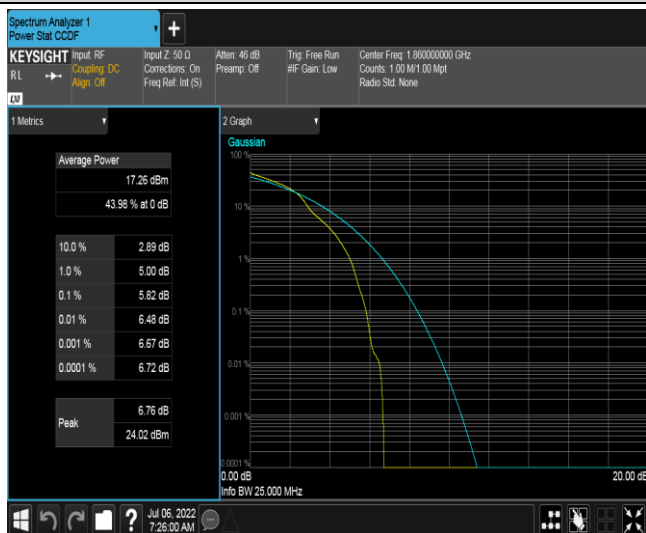 Spectrum Analyzer 1
Power Stat CCDF
+
KEYSIGHT
RL
LXI
Input: RF
Coupling: DC
Align: Off
Input Z: 50 Ω
Corrections: On
Freq Ref: Int (S)
Atten: 46 dB
Preamp: Off
Trig: Free Run
#IF Gain: Low
Center Freq: 1.860000000 GHz
Counts: 1.00 M/1.00 Mpt
Radio Std: None
1 Metrics
Average Power
17.26 dBm
43.98 % at 0 dB
10.0 % 2.89 dB
1.0 % 5.00 dB
0.1 % 5.82 dB
0.01 % 6.48 dB
0.001 % 6.67 dB
0.0001 % 6.72 dB
Peak
6.76 dB
24.02 dBm
2 Graph
Gaussian
100 %
10 %
1 %
0.1 %
0.01 %
0.001 %
0.0001 %
0.00 dB
20.00 dB
Info BW 25.000 MHz
?
Jul 06, 2022
7:26:00 AM